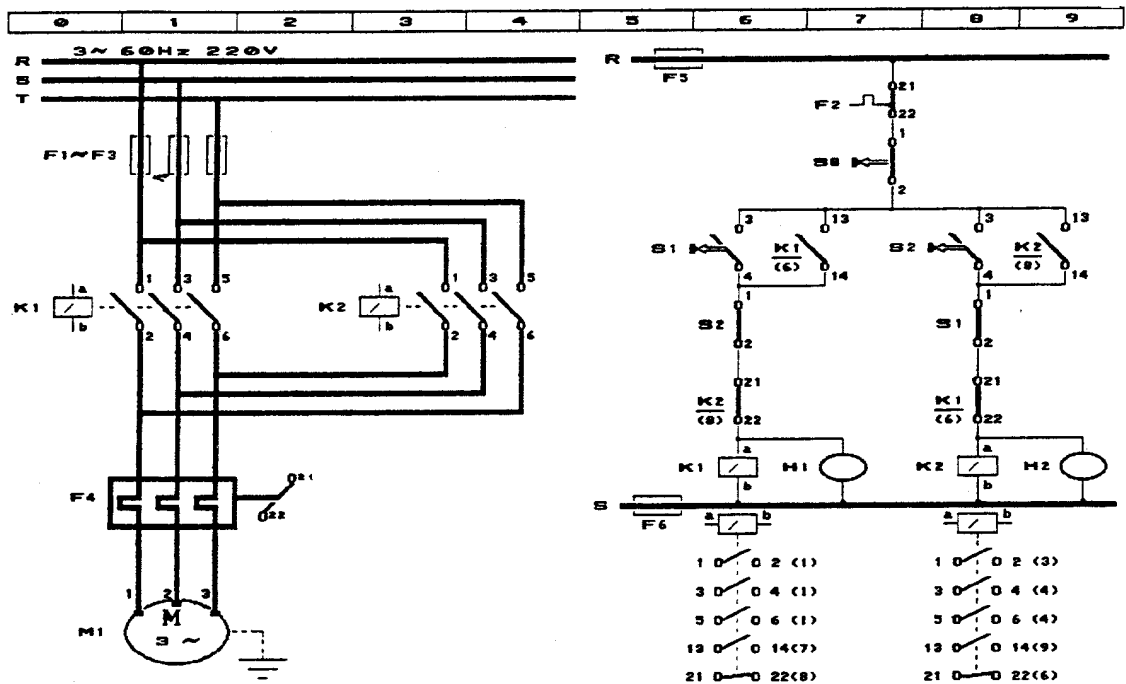 0 1 2 3 4 5 6 7 8 9
3~ 60Hz 220V
R
S
T
F1~F3
1 3 5
K1 a
b
2 4 6
1 3 5
K2 a
b
2 4 6
F4
21
22
1 2 3
M1
M
3 ~
R
F5
F2
21
22
1
S0
2
3 13
S1 K1
(6)
4 14
3 13
S2 K2
(8)
4 14
1
S2
2
1
S1
2
21
K2
(8) 22
21
K1
(6) 22
a
K1 H1
b
a
K2 H2
b
S
F6
a b
a b
1 2 (1)
3 4 (1)
5 6 (1)
13 14(7)
21 22(8)
1 2 (3)
3 4 (4)
5 6 (4)
13 14(9)
21 22(6)